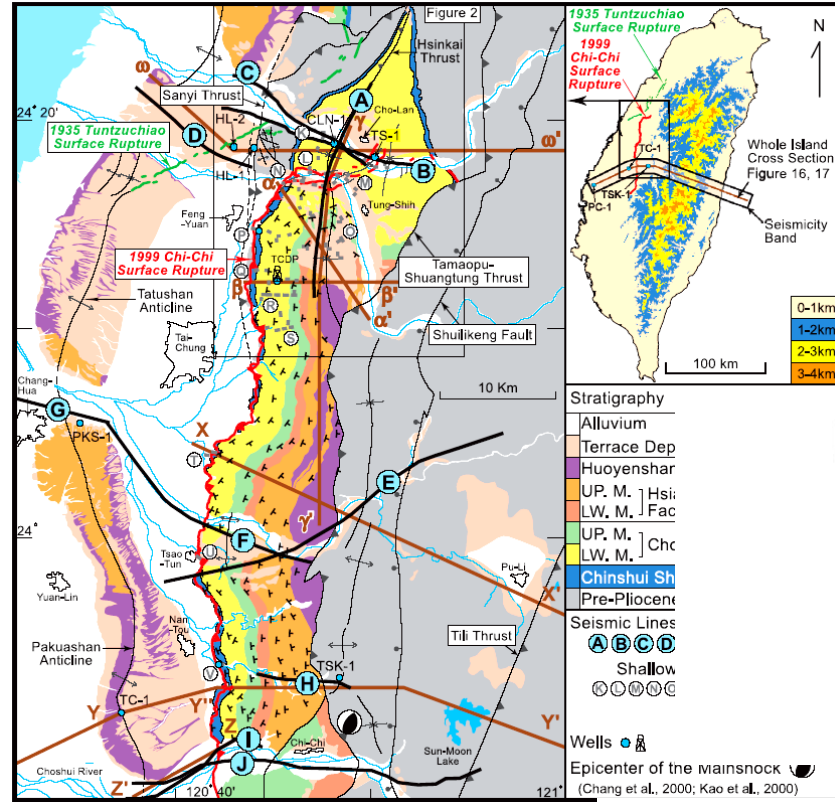 Figure 2
Hsinkai
Thrust
ω
C
A
Sanyi Thrust
Cho-Lan
CLN-1
γ
24° 20'
D
HL-2
K
TS-1
1935 Tuntzuchiao
Surface Rupture
ω'
L
B
HL-1
N
α
M
Feng
-Yuan
Tung-Shih
P
O
1999 Chi-Chi
Surface Rupture
TCDP
Q
Tamaopu-
Shuangtung Thrust
β
β'
Tatushan
Anticline
R
α'
Shuilikeng Fault
S
Tai-
Chung
10 Km
Chang-
Hua
G
PKS-1
X
T
E
γ'
24°
F
Tsao
-Tun
U
Pu-Li
Yuan-Lin
X'
Nan
-Tou
Tili Thrust
Pakuashan
Anticline
V
TSK-1
H
TC-1
Y
Y''
Y'
Z
I
Chi-Chi
J
Sun-Moon
Lake
Choshui River
Z'
120° 40'
121°
1935 Tuntzuchiao
Surface Rupture
1999
Chi-Chi
Surface
Rupture
N
TC-1
Whole Island
Cross Section
Figure 16, 17
TSK-1
PC-1
Seismicity
Band
0-1km
1-2km
2-3km
3-4km
100 km
Stratigraphy
Alluvium
Terrace Dep
Huoyenshan
UP. M.
LW. M.
Hsia
Fac
UP. M.
LW. M.
Cho
Chinshui Sh
Pre-Pliocene
Seismic Lines
A B C D
Shallow
K L M N O
Wells
Epicenter of the Mainshock
(Chang et al., 2000; Kao et al., 2000)